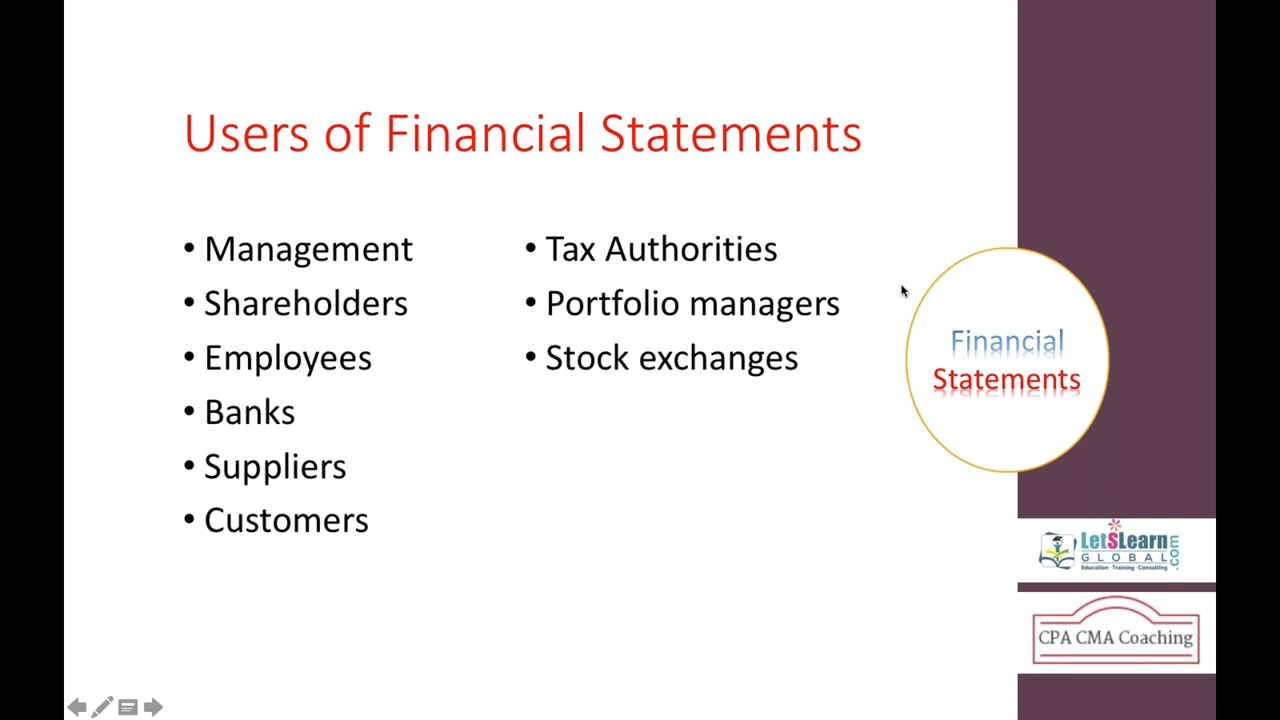 Users of Financial Statements
• Management
• Shareholders
• Employees
• Banks
• Suppliers
• Customers
• Tax Authorities
• Portfolio managers
• Stock exchanges
Financial
Statements
LetSLearn.com
GLOBAL
Education · Training · Consulting
CPA CMA Coaching